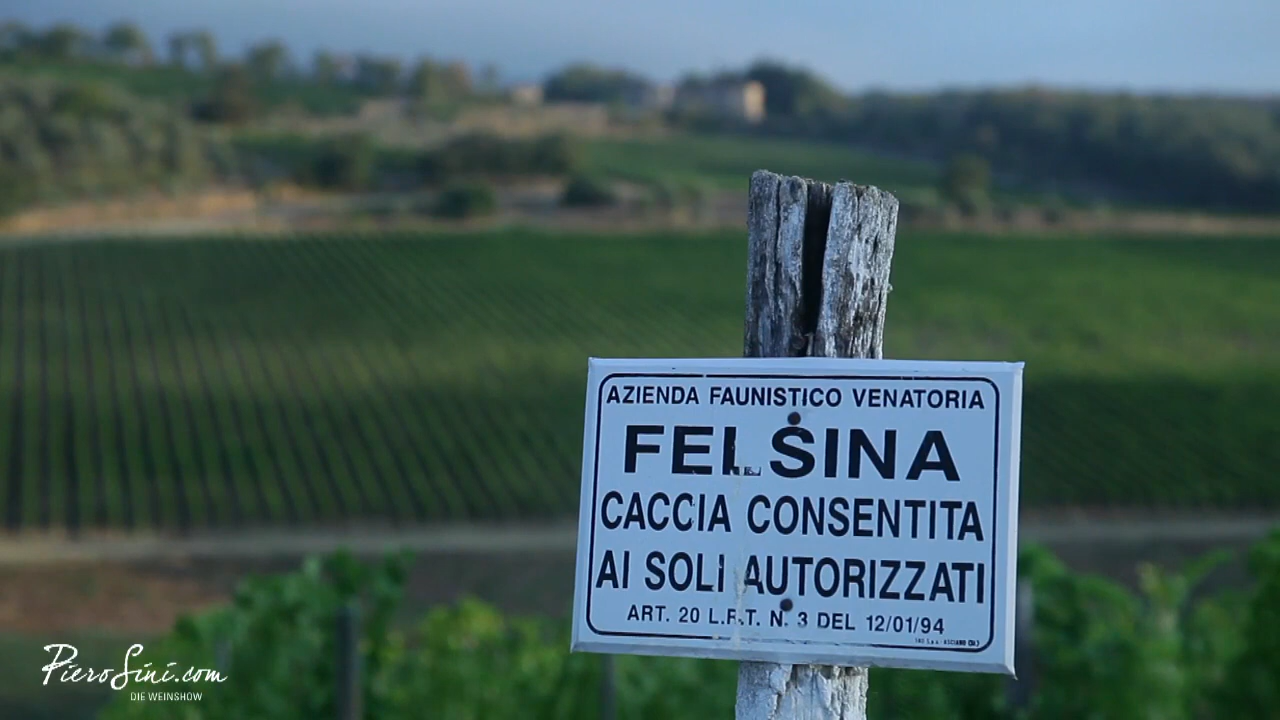 AZIENDA FAUNISTICO VENATORIA
FELSINA
CACCIA CONSENTITA
AI SOLI AUTORIZZATI
ART. 20 L.R.T. N. 3 DEL 12/01/94
PieroSini.com
DIE WEINSHOW